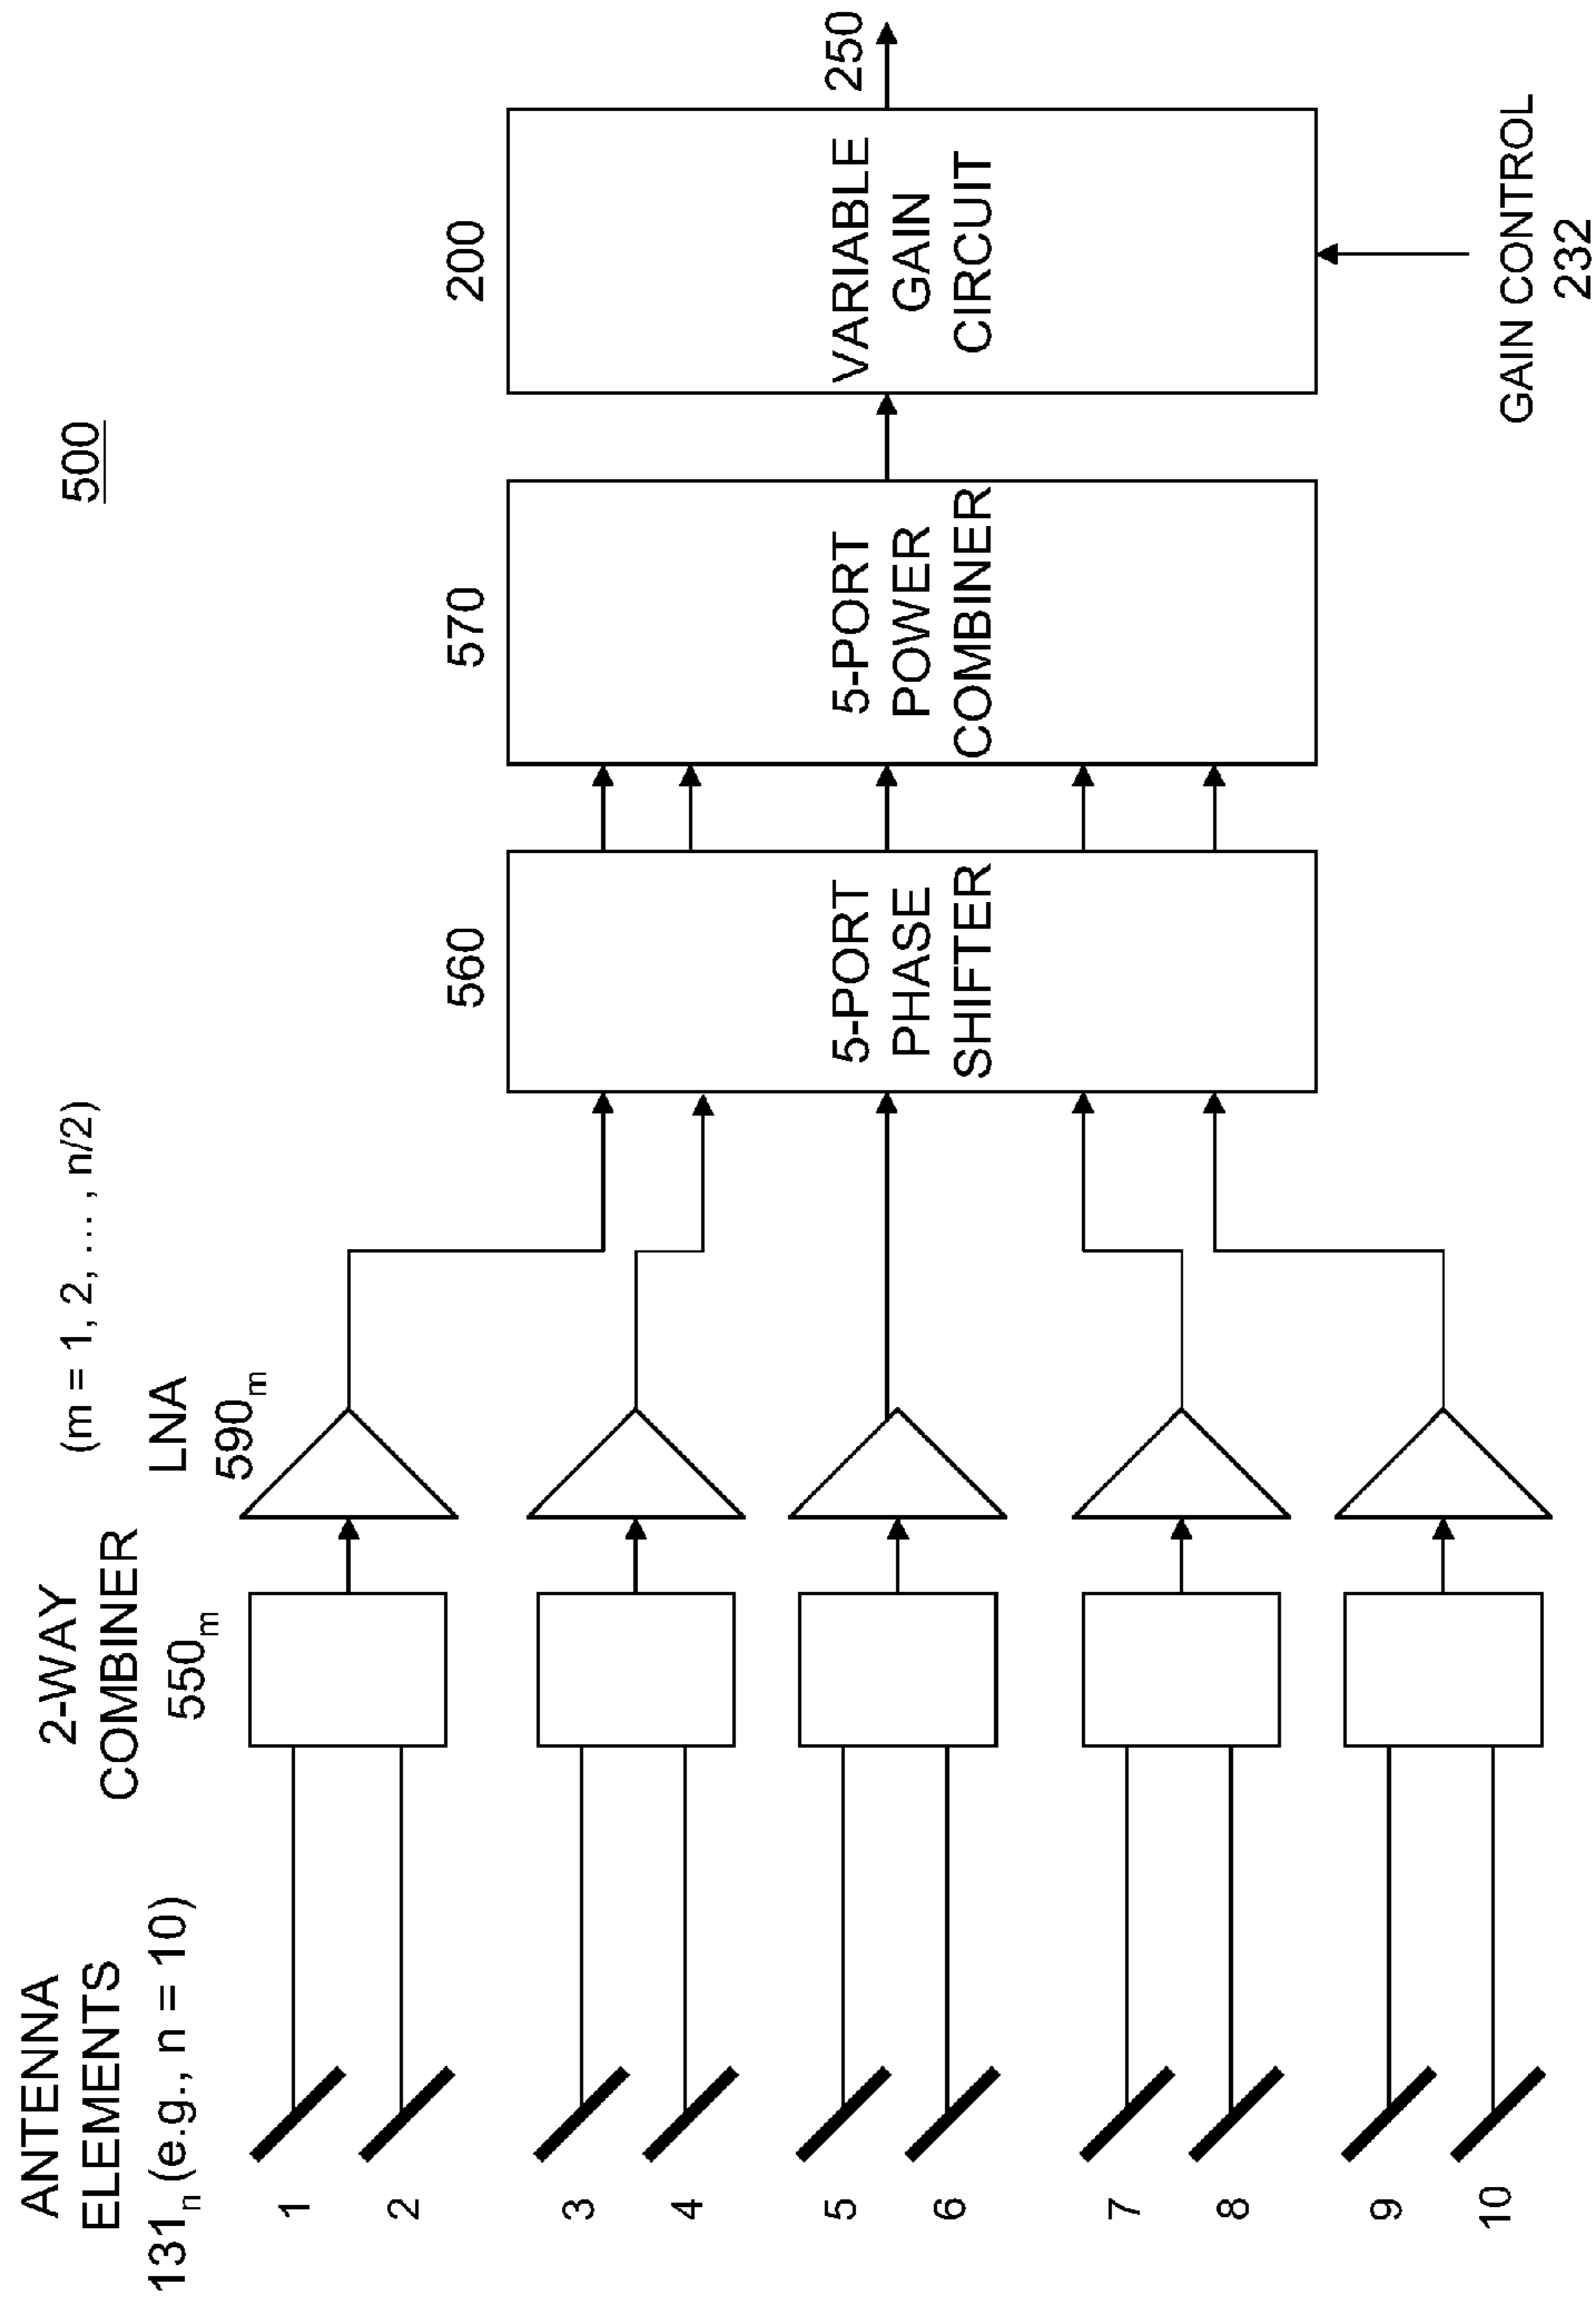 500
(m = 1, 2, ... , n/2)
ANTENNA
ELEMENTS
131n (e.g., n = 10)
2-WAY
COMBINER
550m
LNA
590m
560
570
200
1
2
3
4
5
6
7
8
9
10
5-PORT
PHASE
SHIFTER
5-PORT
POWER
COMBINER
VARIABLE
GAIN
CIRCUIT
250
GAIN CONTROL
232